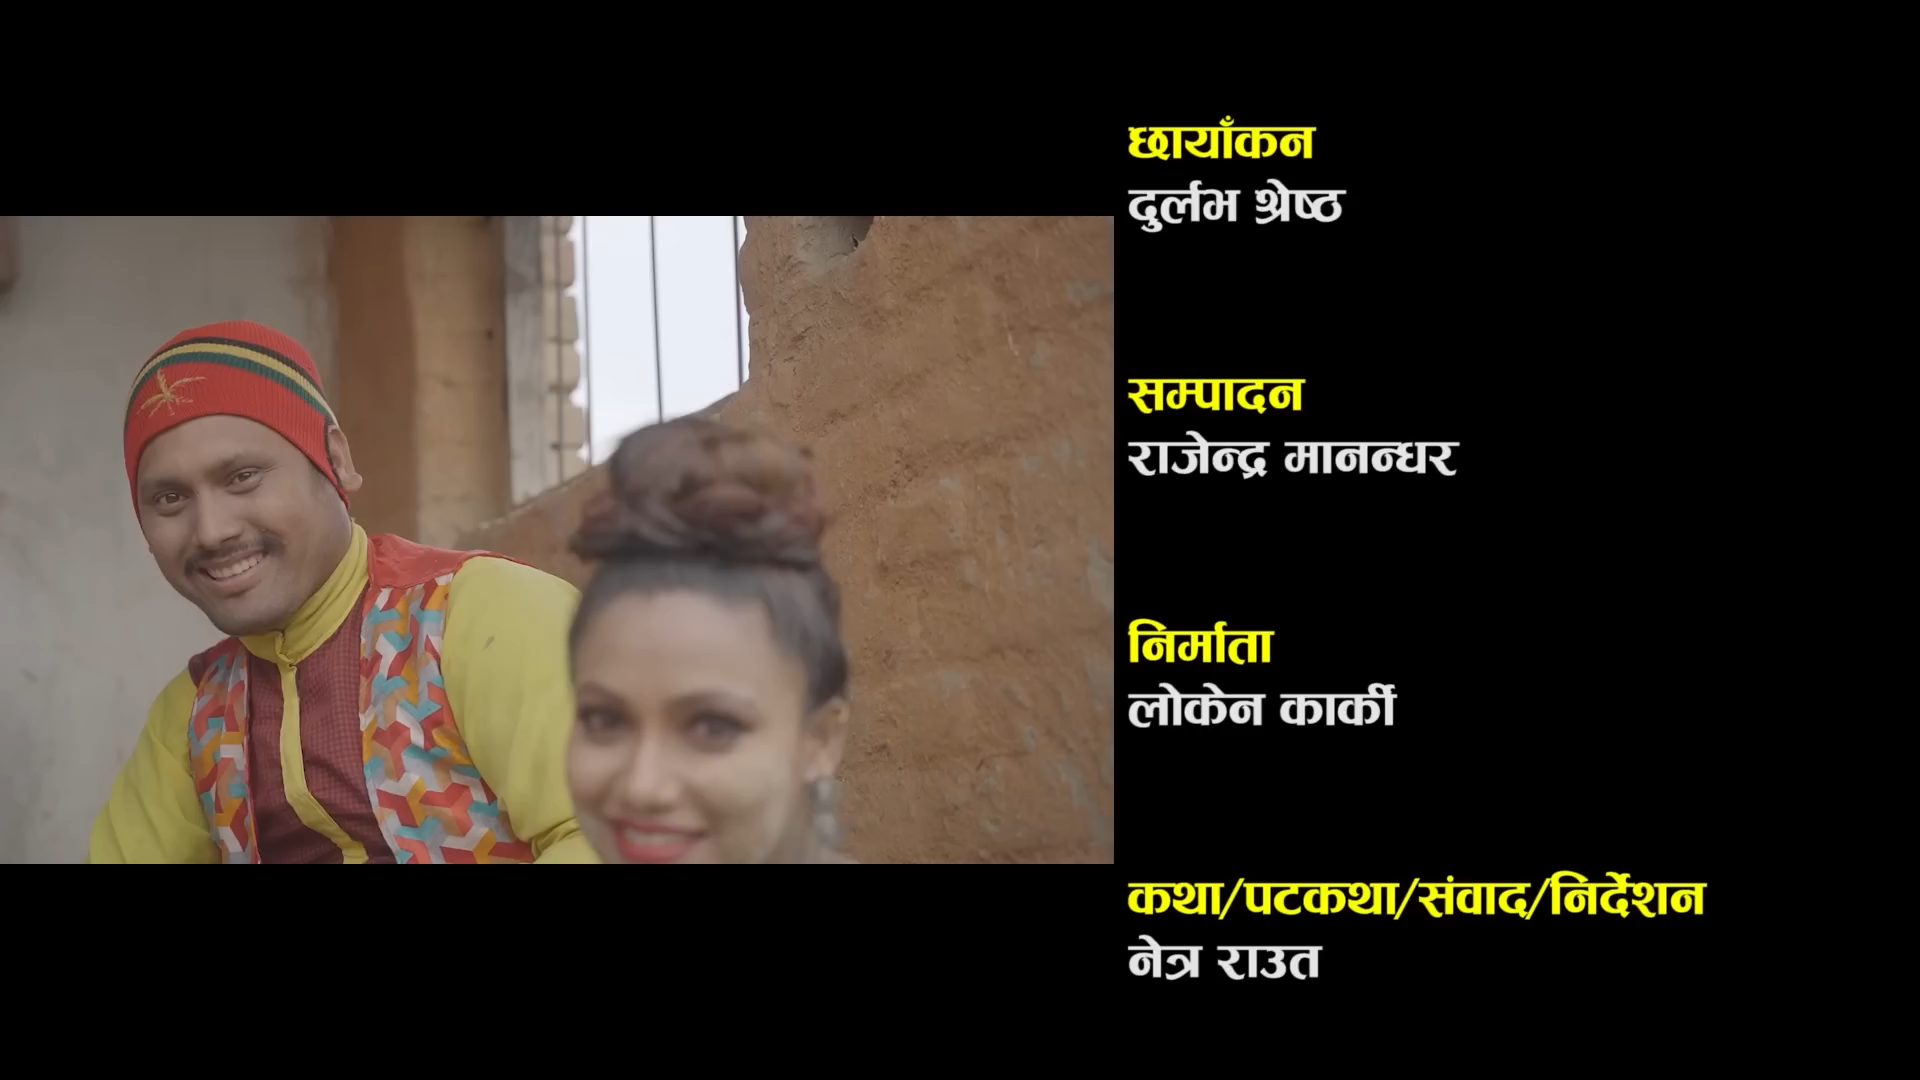 छायाँकन
दुर्लभ श्रेष्ठ
सम्पादन
राजेन्द्र मानन्धर
निर्माता
लोकेन कार्की
कथा/पटकथा/संवाद/निर्देशन
नेत्र राउत